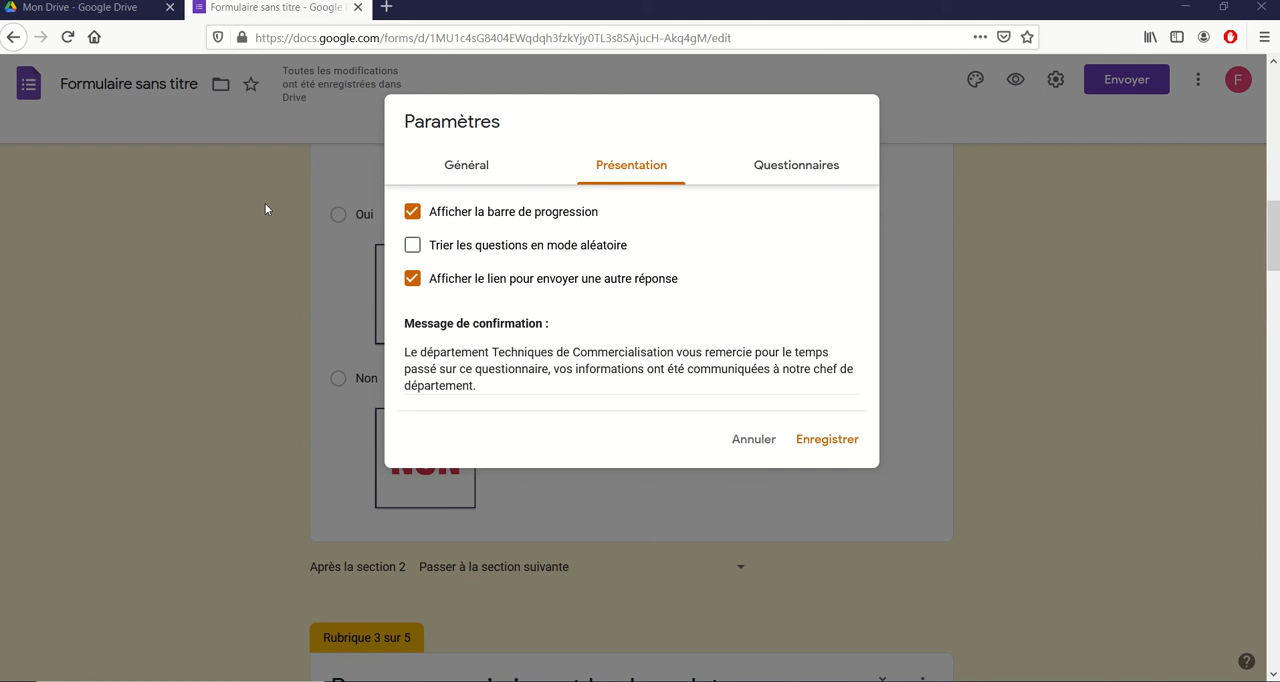 Mon Drive - Google Drive
Formulaire sans titre - Google
https://docs.google.com/forms/d/1MU1c4sG8404EWqdqh3fzkYjy0TL3s8SAjucH-Akq4gM/edit
Formulaire sans titre
Toutes les modifications
ont été enregistrées dans
Drive
Envoyer
F
Paramètres
Général
Présentation
Questionnaires
Afficher la barre de progression
Oui
Trier les questions en mode aléatoire
Afficher le lien pour envoyer une autre réponse
Message de confirmation :
Le département Techniques de Commercialisation vous remercie pour le temps
passé sur ce questionnaire, vos informations ont été communiquées à notre chef de
département.
Non
Annuler
Enregistrer
NON
Après la section 2 Passer à la section suivante
Rubrique 3 sur 5